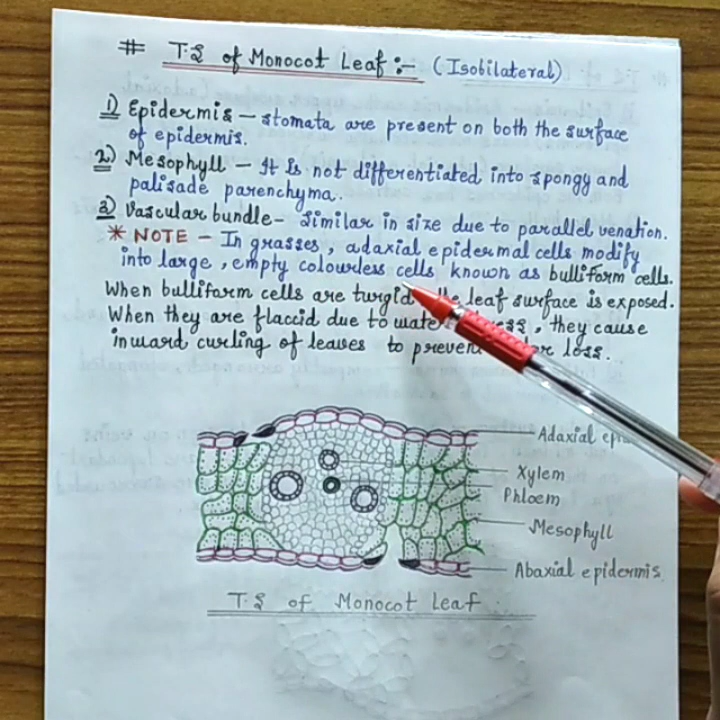 # T.S of Monocot Leaf :- (Isobilateral)
1) Epidermis - stomata are present on both the surface
of epidermis.
2) Mesophyll - It is not differentiated into spongy and
palisade parenchyma.
3) Vascular bundle - Similar in size due to parallel venation.
* NOTE - In grasses, adaxial epidermal cells modify
into large, empty colourless cells known as bulliform cells.
When bulliform cells are turgid leaf surface is exposed.
When they are flaccid due to , they cause
inward curling of leaves to loss.
Adaxial
Xylem
Phloem
Mesophyll
Abaxial epidermis.
T.S of Monocot Leaf :